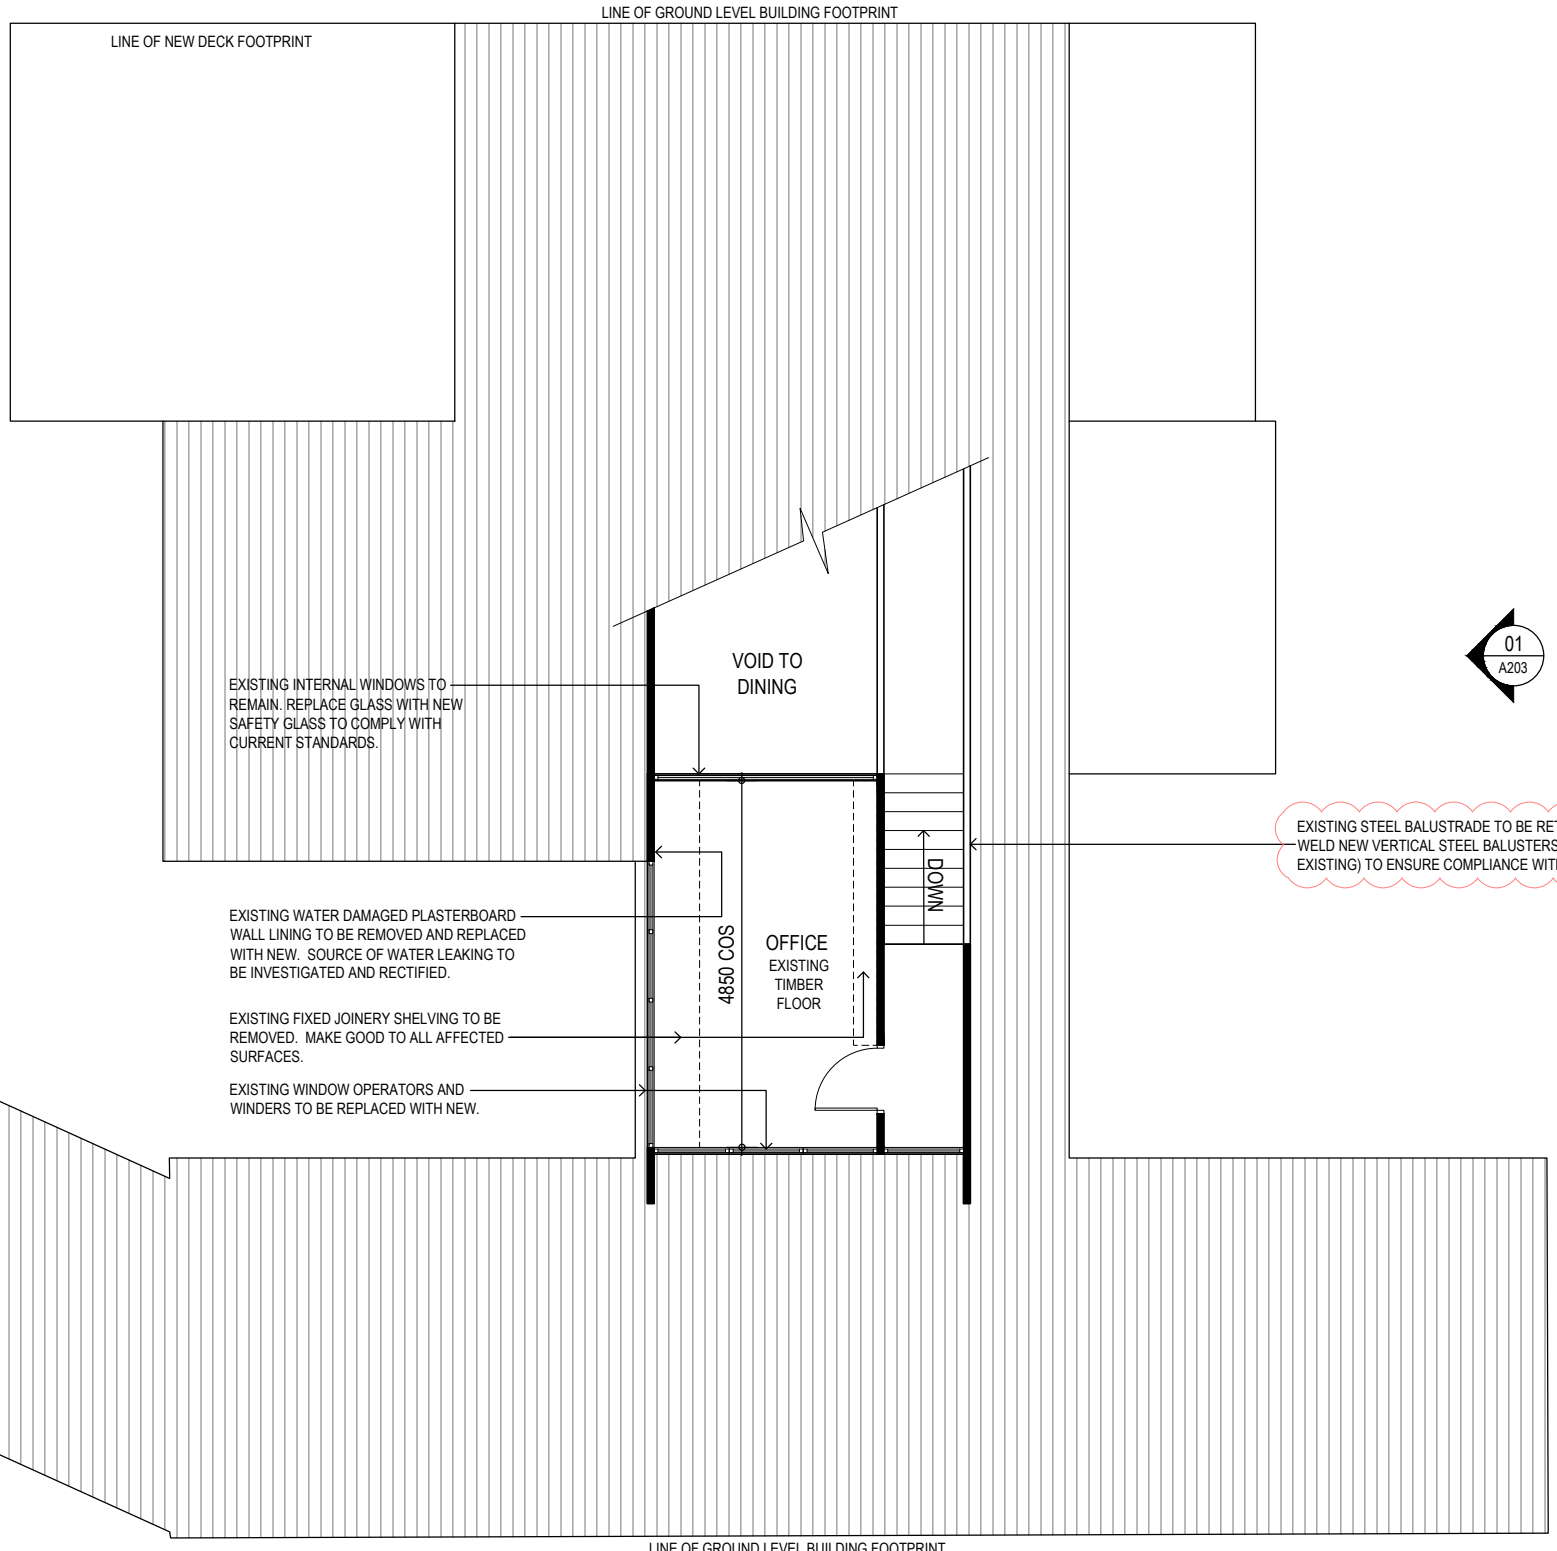 LINE OF GROUND LEVEL BUILDING FOOTPRINT
LINE OF NEW DECK FOOTPRINT
VOID TO
DINING
01
A203
EXISTING INTERNAL WINDOWS TO
REMAIN. REPLACE GLASS WITH NEW
SAFETY GLASS TO COMPLY WITH
CURRENT STANDARDS.
EXISTING STEEL BALUSTRADE TO BE
WELD NEW VERTICAL STEEL BALUSTERS
EXISTING) TO ENSURE COMPLIANCE
DOWN
EXISTING WATER DAMAGED PLASTERBOARD
WALL LINING TO BE REMOVED AND REPLACED
WITH NEW. SOURCE OF WATER LEAKING TO
BE INVESTIGATED AND RECTIFIED.
4850 COS
OFFICE
EXISTING
TIMBER
FLOOR
EXISTING FIXED JOINERY SHELVING TO BE
REMOVED. MAKE GOOD TO ALL AFFECTED
SURFACES.
EXISTING WINDOW OPERATORS AND
WINDERS TO BE REPLACED WITH NEW.
LINE OF GROUND LEVEL BUILDING FOOTPRINT